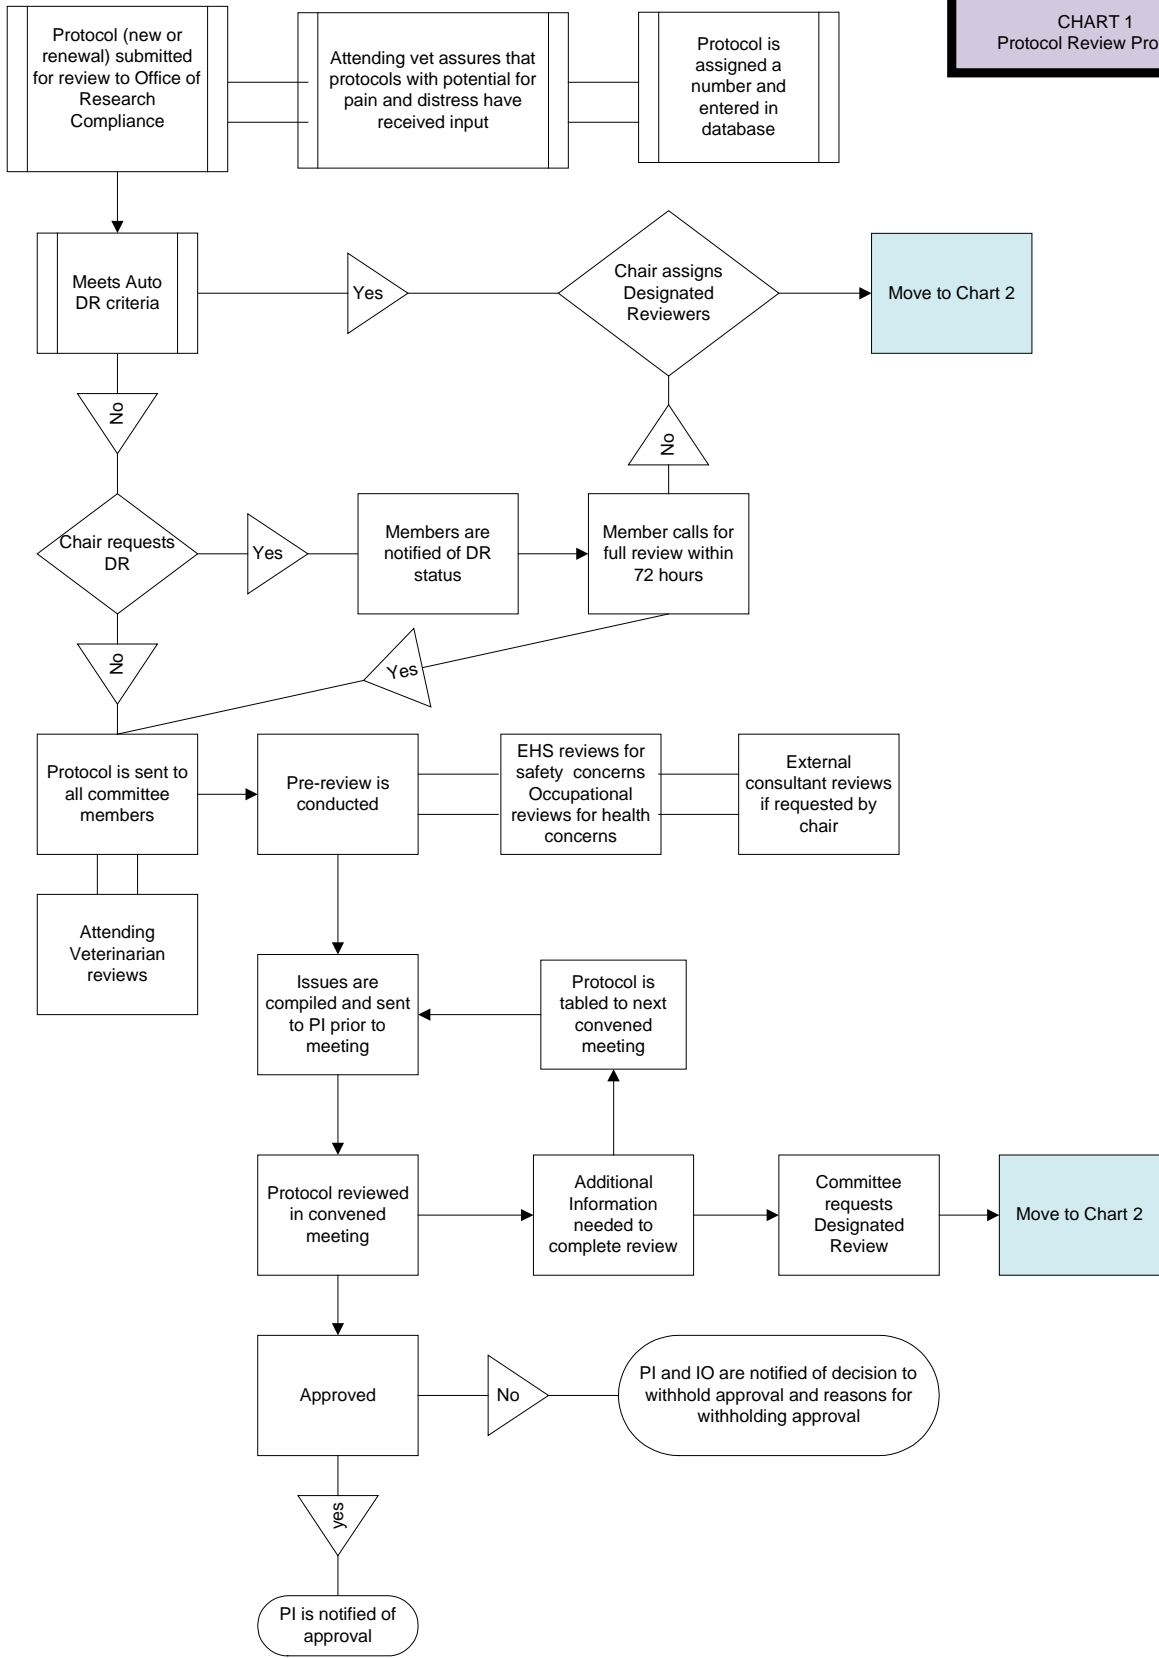 Protocol (new or
renewal) submitted
for review to Office of
Research
Compliance
Attending vet assures that
protocols with potential for
pain and distress have
received input
Protocol is
assigned a
number and
entered in
database
CHART 1
Protocol Review Pro
Meets Auto
DR criteria
Yes
Chair assigns
Designated
Reviewers
Move to Chart 2
No
No
Chair requests
DR
Yes
Members are
notified of DR
status
Member calls for
full review within
72 hours
No
Yes
Protocol is sent to
all committee
members
Pre-review is
conducted
EHS reviews for
safety concerns
Occupational
reviews for health
concerns
External
consultant reviews
if requested by
chair
Attending
Veterinarian
reviews
Issues are
compiled and sent
to PI prior to
meeting
Protocol is
tabled to next
convened
meeting
Protocol reviewed
in convened
meeting
Additional
Information
needed to
complete review
Committee
requests
Designated
Review
Move to Chart 2
Approved
No
PI and IO are notified of decision to
withhold approval and reasons for
withholding approval
yes
PI is notified of
approval